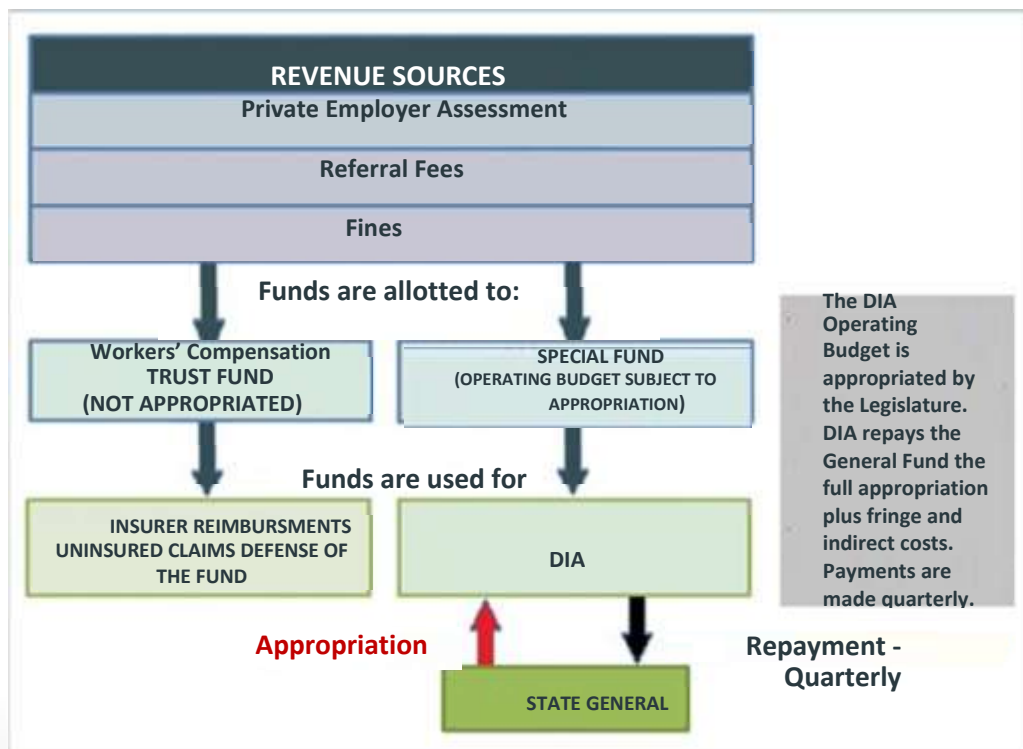 REVENUE SOURCES
Private Employer Assessment
Referral Fees
Fines
Funds are allotted to:
Workers’ Compensation
TRUST FUND
(NOT APPROPRIATED)
SPECIAL FUND
(OPERATING BUDGET SUBJECT TO
APPROPRIATION)
Funds are used for
INSURER REIMBURSMENTS
UNINSURED CLAIMS DEFENSE OF
THE FUND
DIA
Appropriation
Repayment -
Quarterly
STATE GENERAL
The DIA
Operating
Budget is
appropriated by
the Legislature.
DIA repays the
General Fund the
full appropriation
plus fringe and
indirect costs.
Payments are
made quarterly.